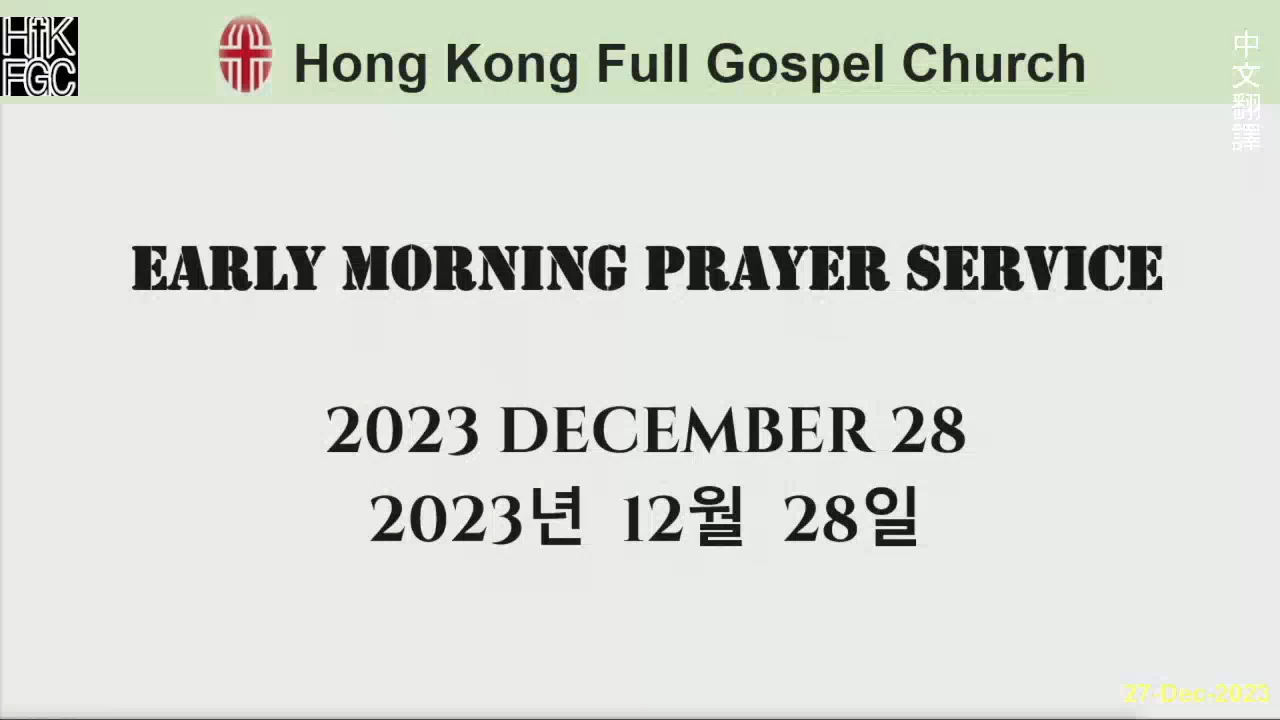 HK
FGC
Hong Kong Full Gospel Church
中文翻譯
EARLY MORNING PRAYER SERVICE
2023 DECEMBER 28
2023년 12월 28일
27-Dec-2023